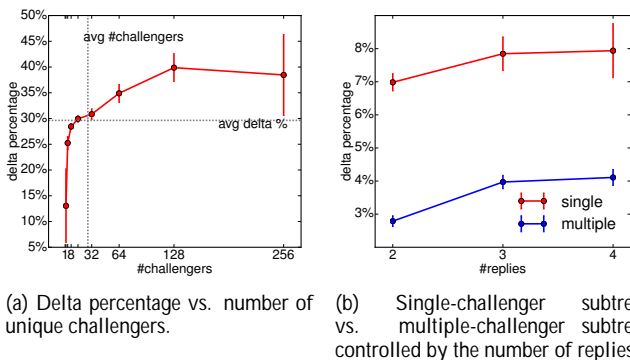 50%
45%
40%
35%
30%
25%
20%
15%
10%
5%
delta percentage
avg #challengers
avg delta %
18 32 64 128 256
#challengers
8%
7%
6%
5%
4%
3%
delta percentage
single
multiple
2 3 4
#replies
(a) Delta percentage vs. number of
unique challengers.
(b) Single-challenger subtre
vs. multiple-challenger subtre
controlled by the number of replies